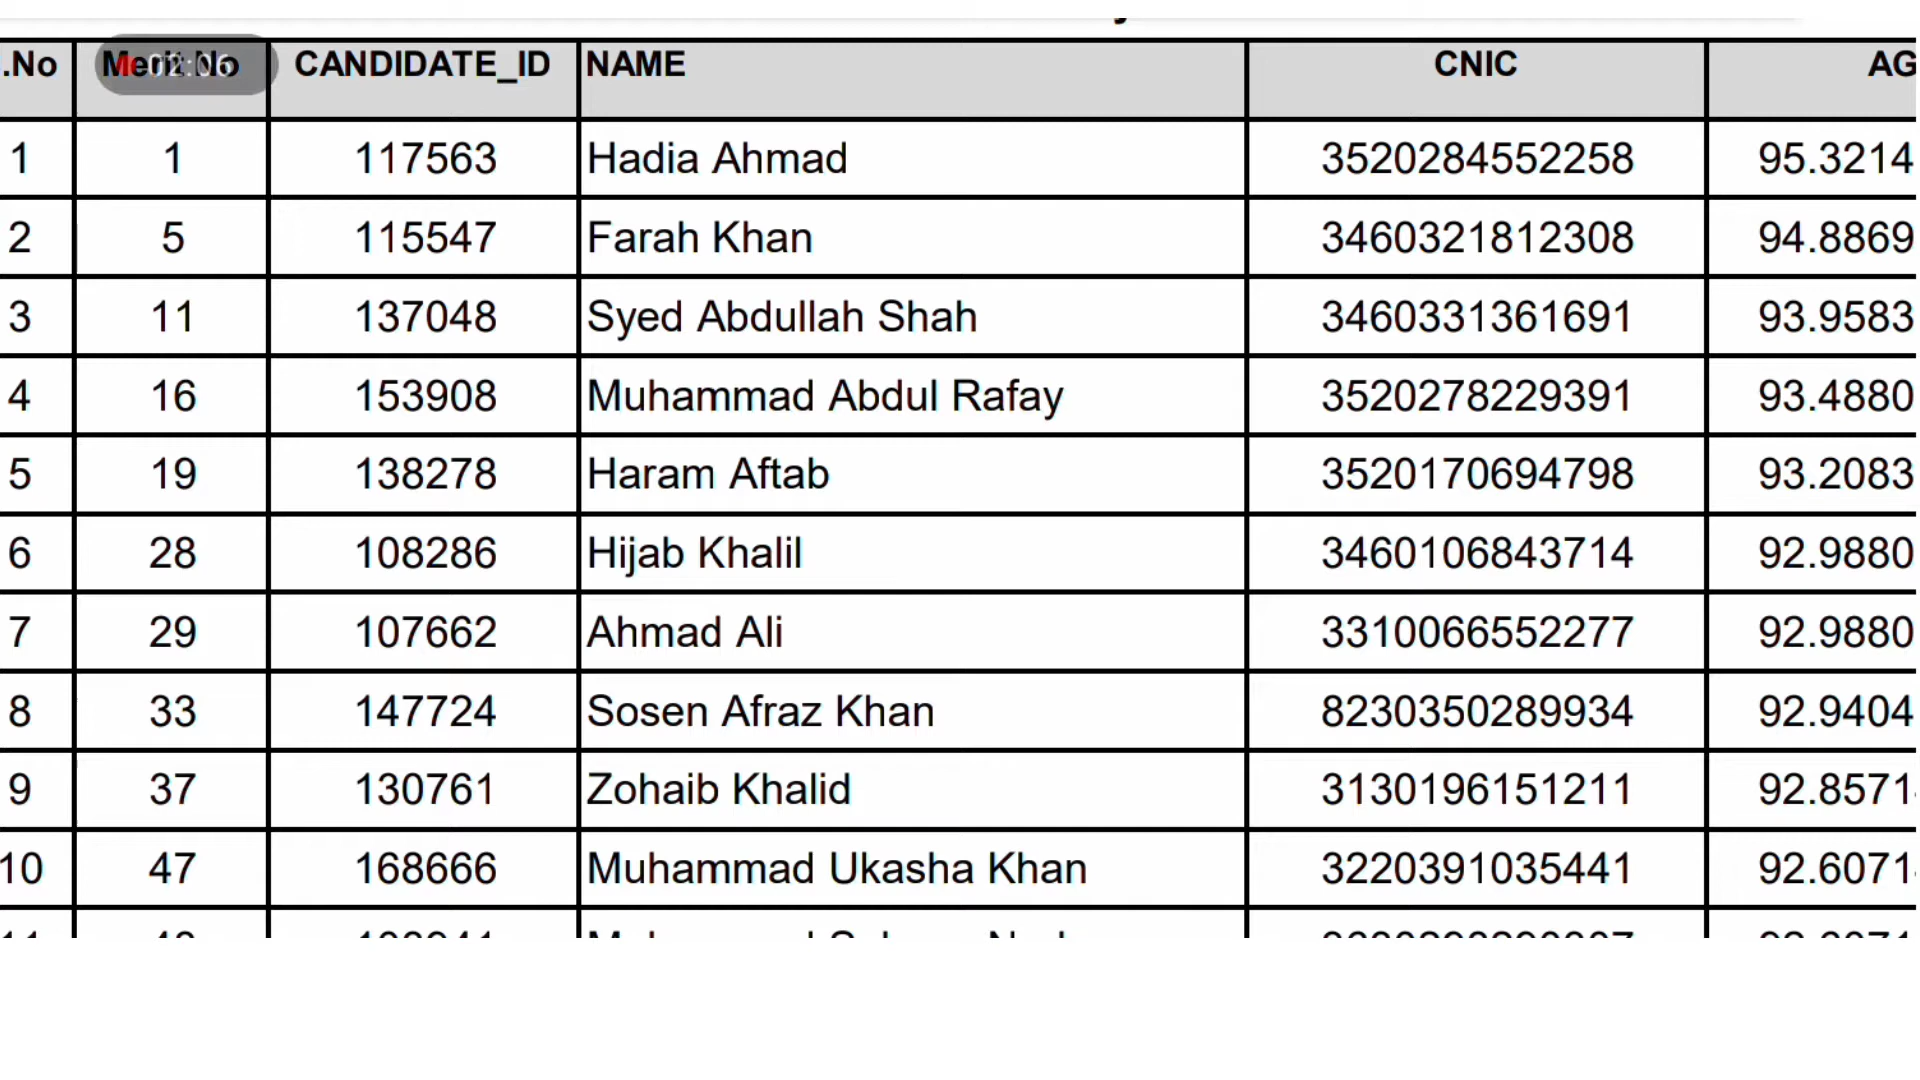 .No Merit No CANDIDATE_ID NAME CNIC AG
02:06
1 1 117563 Hadia Ahmad 3520284552258 95.3214
2 5 115547 Farah Khan 3460321812308 94.8869
3 11 137048 Syed Abdullah Shah 3460331361691 93.9583
4 16 153908 Muhammad Abdul Rafay 3520278229391 93.4880
5 19 138278 Haram Aftab 3520170694798 93.2083
6 28 108286 Hijab Khalil 3460106843714 92.9880
7 29 107662 Ahmad Ali 3310066552277 92.9880
8 33 147724 Sosen Afraz Khan 8230350289934 92.9404
9 37 130761 Zohaib Khalid 3130196151211 92.8571
10 47 168666 Muhammad Ukasha Khan 3220391035441 92.6071